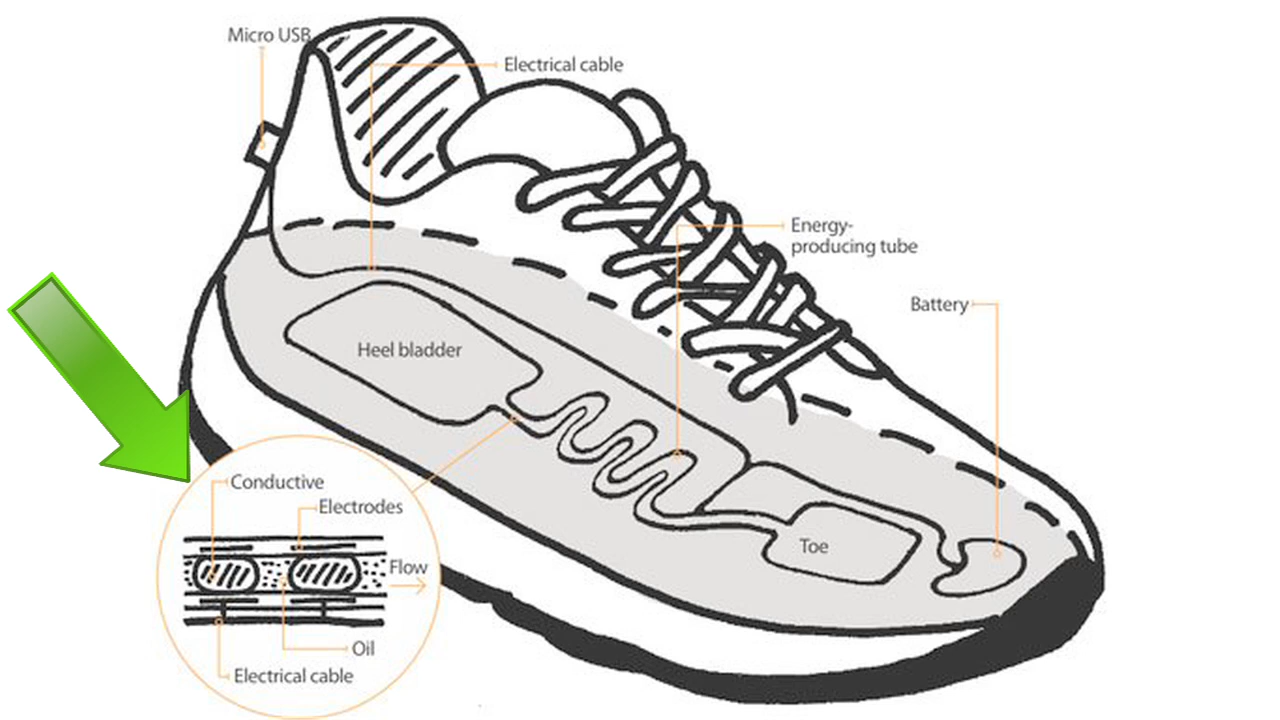 Micro USB
Electrical cable
Energy-
producing tube
Battery
Heel bladder
Toe
Conductive
Electrodes
Flow
Oil
Electrical cable